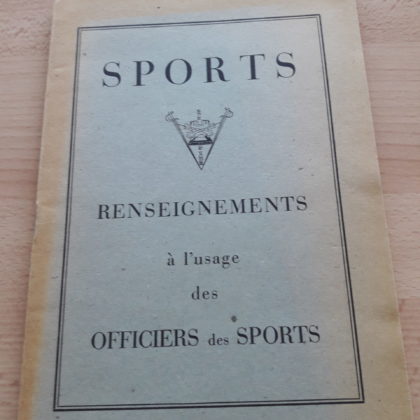 SPORTS
RENSEIGNEMENTS
à l'usage
des
OFFICIERS des SPORTS